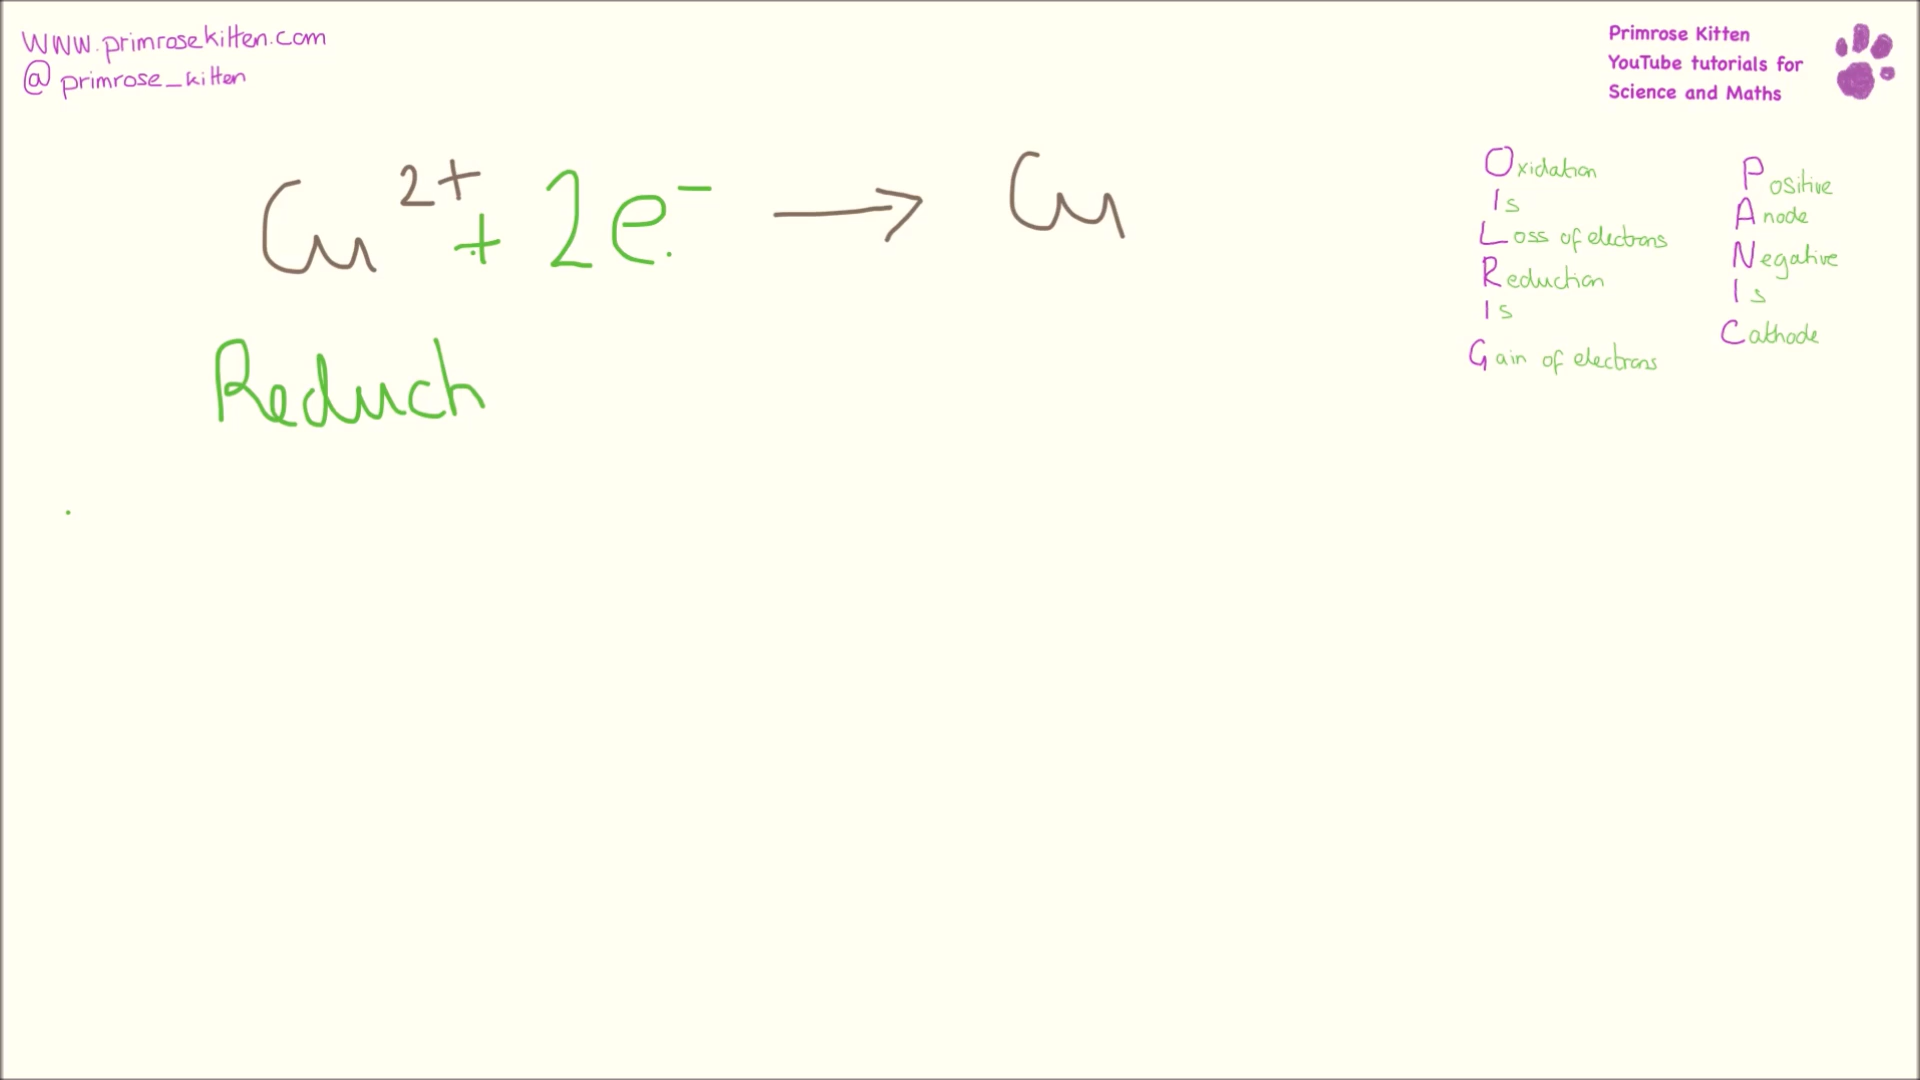 www.primrosekitten.com
@primrose_kitten
Primrose Kitten
YouTube tutorials for
Science and Maths
Cu²⁺ + 2e⁻ → Cu
Reduch
Oxidation
Is
Loss of electrons
Reduction
Is
Gain of electrons
Positive
Anode
Negative
Is
Cathode